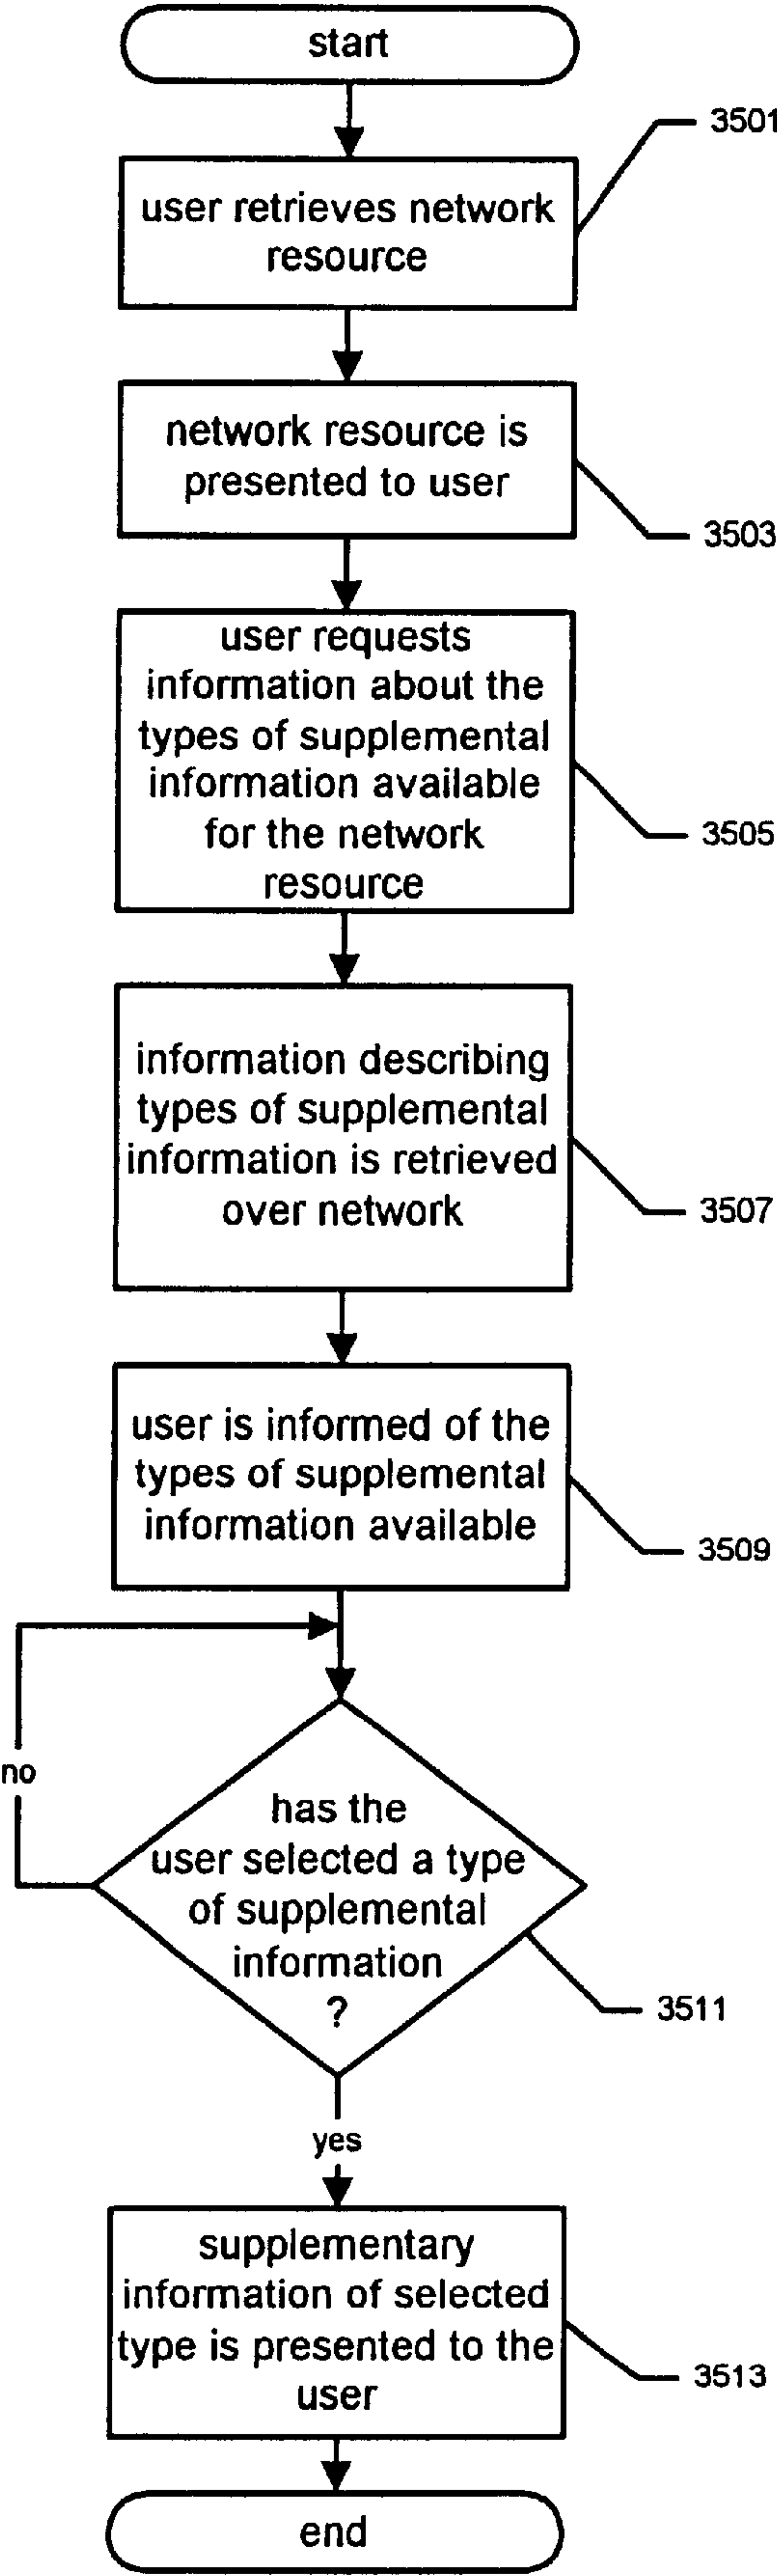 start
3501
user retrieves network
resource
network resource is
presented to user
3503
user requests
information about the
types of supplemental
information available
for the network
resource
3505
information describing
types of supplemental
information is retrieved
over network
3507
user is informed of the
types of supplemental
information available
3509
no
has the
user selected a type
of supplemental
information
?
3511
yes
supplementary
information of selected
type is presented to the
user
3513
end